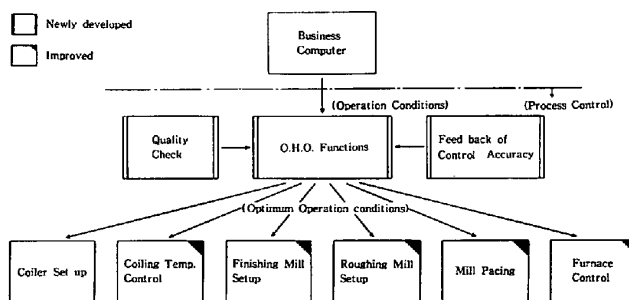 Newly developed
Improved
Business
Computer
(Operation Conditions)
(Process Control)
Quality
Check
O.H.O. Functions
Feed back of
Control Accuracy
(Optimum Operation conditions)
Coiler Set up
Coiling Temp.
Control
Finishing Mill
Setup
Roughing Mill
Setup
Mill Pacing
Furnace
Control